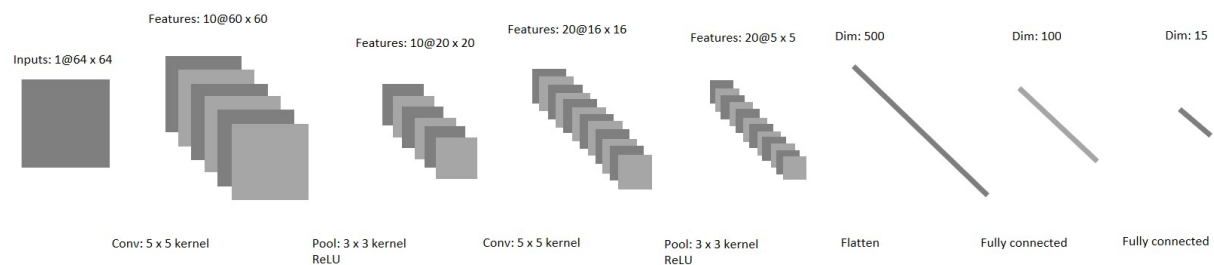 Inputs: 1@64 x 64
Features: 10@60 x 60
Features: 10@20 x 20
Features: 20@16 x 16
Features: 20@5 x 5
Dim: 500
Dim: 100
Dim: 15
Conv: 5 x 5 kernel
Pool: 3 x 3 kernel
ReLU
Conv: 5 x 5 kernel
Pool: 3 x 3 kernel
ReLU
Flatten
Fully connected
Fully connected